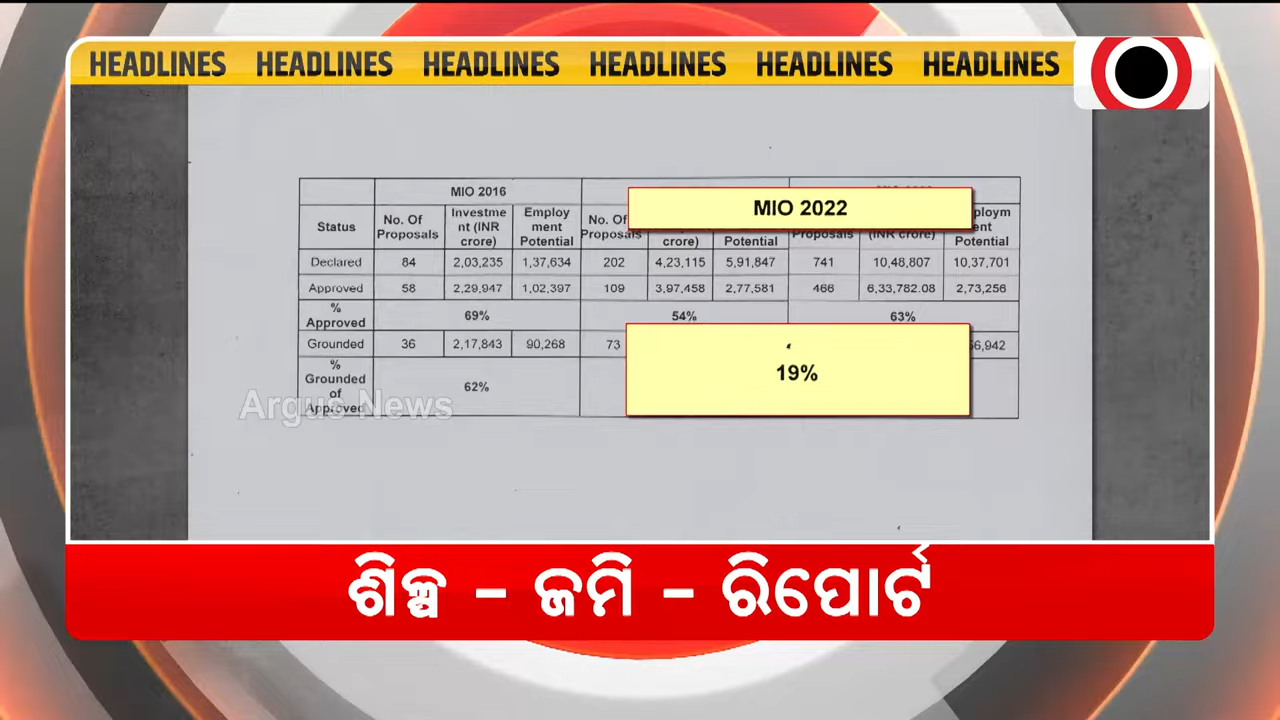 HEADLINES HEADLINES HEADLINES HEADLINES HEADLINES HEADLINES
MIO 2016
MIO 2022
Status No. Of Proposals Investme nt (INR crore) Employ ment Potential No. Of Proposals crore) Potential Proposals (INR crore) ent Potential
Declared 84 2,03,235 1,37,634 202 4,23,115 5,91,847 741 10,48,807 10,37,701
Approved 58 2,29,947 1,02,397 109 3,97,458 2,77,581 466 6,33,782.08 2,73,256
% Approved 69% 54% 63%
Grounded 36 2,17,843 90,268 73
19%
% Grounded of Approved 62%
Argus News
ଶିଳ୍ପ - ଜମି - ରିପୋର୍ଟ